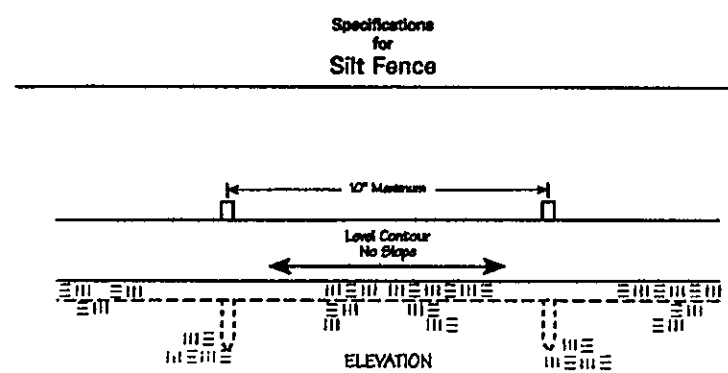 Specifications
for
Silt Fence
10" Maximum
Level Contour
No Slope
ELEVATION